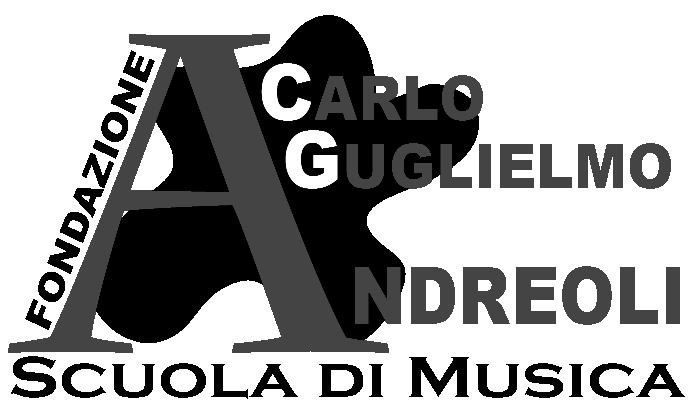 FONDAZIONE
CARLO
GUGLIELMO
ANDREOLI
SCUOLA DI MUSICA